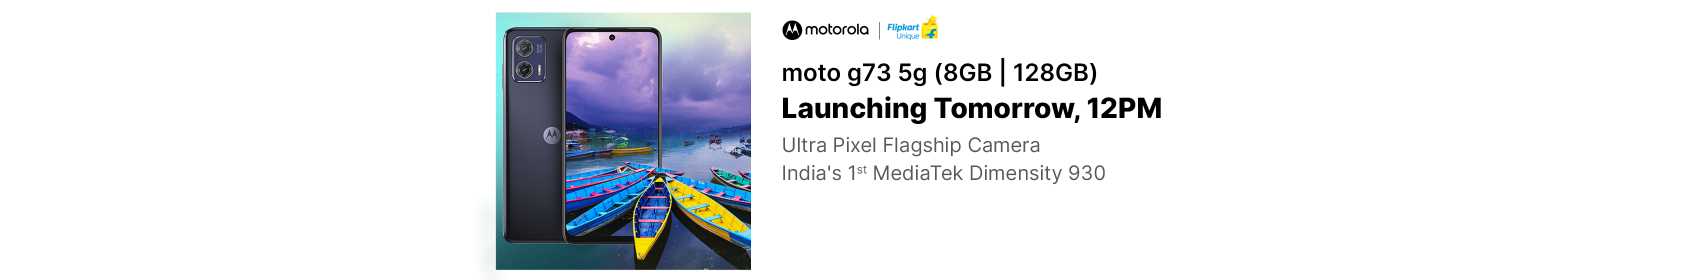 motorola | Flipkart Unique
moto g73 5g (8GB | 128GB)
Launching Tomorrow, 12PM
Ultra Pixel Flagship Camera
India's 1st MediaTek Dimensity 930